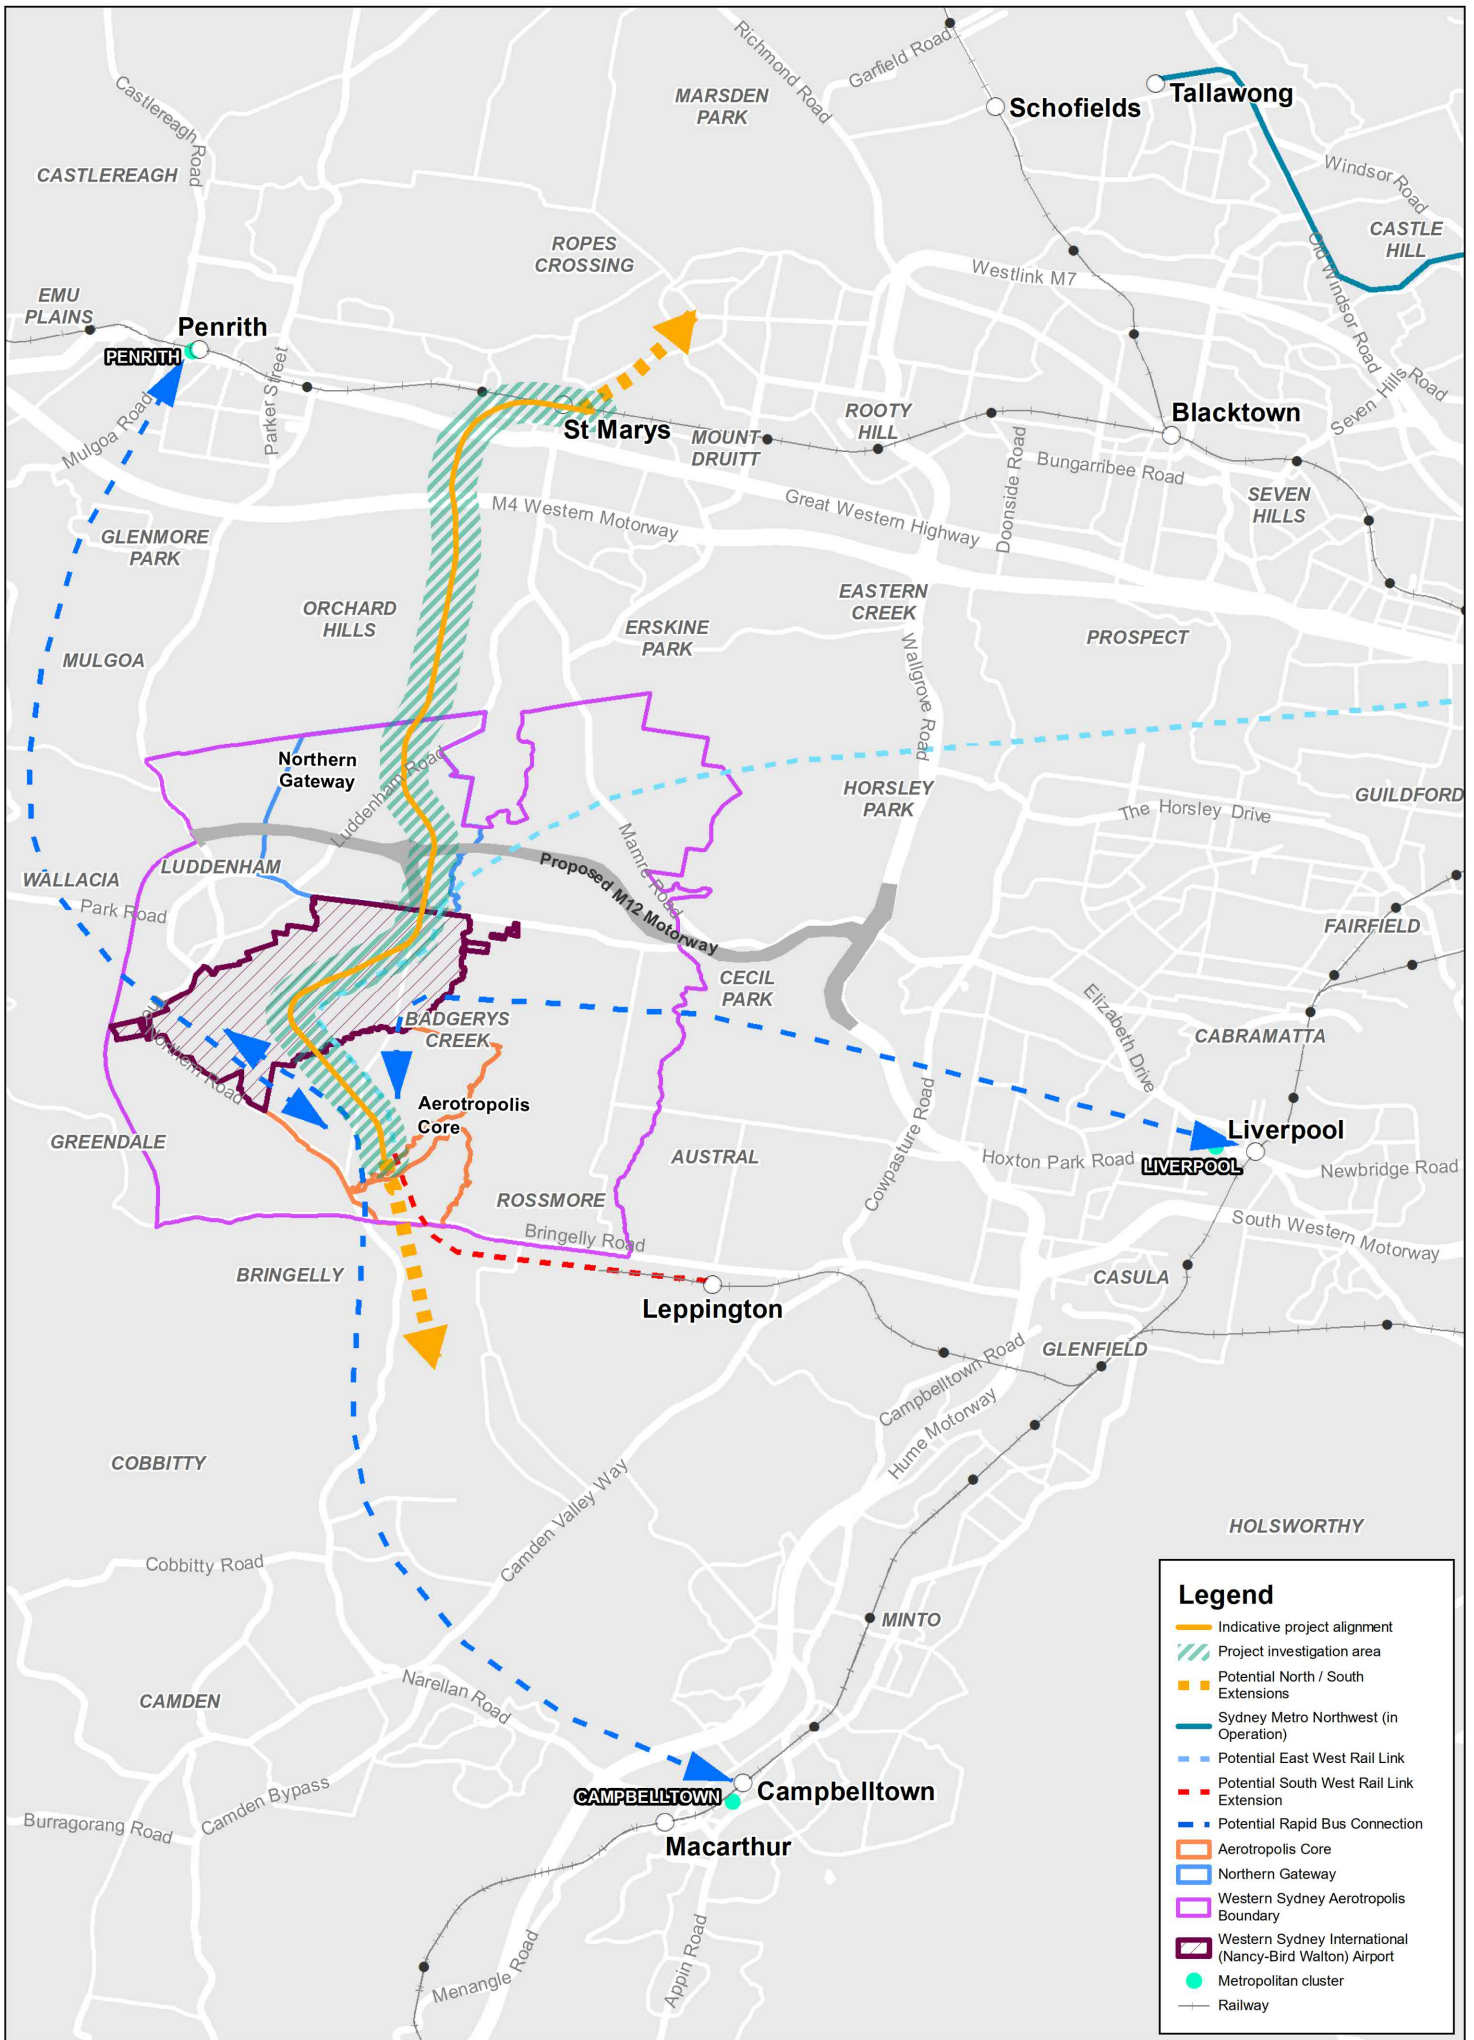 Richmond Road
Garfield Road
MARSDEN
PARK
Schofields
Tallawong
Castlereagh Road
CASTLEREAGH
Windsor Road
CASTLE
HILL
ROPES
CROSSING
Old Windsor Road
Westlink M7
EMU
PLAINS
Penrith
PENRITH
Parker Street
Mulgoa Road
St Marys
MOUNT
DRUITT
ROOTY
HILL
Blacktown
Seven Hills Road
Doonside Road
Bungarribee Road
SEVEN
HILLS
Great Western Highway
M4 Western Motorway
GLENMORE
PARK
ORCHARD
HILLS
ERSKINE
PARK
EASTERN
CREEK
PROSPECT
MULGOA
Wallgrove Road
Northern
Gateway
Luddenham Road
HORSLEY
PARK
GUILDFORD
The Horsley Drive
Mamre Road
LUDDENHAM
Proposed M12 Motorway
WALLACIA
Park Road
FAIRFIELD
CECIL
PARK
Elizabeth Drive
BADGERYS
CREEK
CABRAMATTA
Northern Road
Aerotropolis
Core
GREENDALE
AUSTRAL
Cowpasture Road
Hoxton Park Road
Liverpool
LIVERPOOL
Newbridge Road
ROSSMORE
Bringelly Road
South Western Motorway
BRINGELLY
CASULA
Leppington
GLENFIELD
Campbelltown Road
Hume Motorway
COBBITTY
Camden Valley Way
HOLSWORTHY
Cobbitty Road
MINTO
CAMDEN
Narellan Road
Camden Bypass
Burragorang Road
CAMPBELLTOWN
Campbelltown
Macarthur
Menangle Road
Appin Road
Legend
Indicative project alignment
Project investigation area
Potential North / South
Extensions
Sydney Metro Northwest (in
Operation)
Potential East West Rail Link
Potential South West Rail Link
Extension
Potential Rapid Bus Connection
Aerotropolis Core
Northern Gateway
Western Sydney Aerotropolis
Boundary
Western Sydney International
(Nancy-Bird Walton) Airport
Metropolitan cluster
Railway